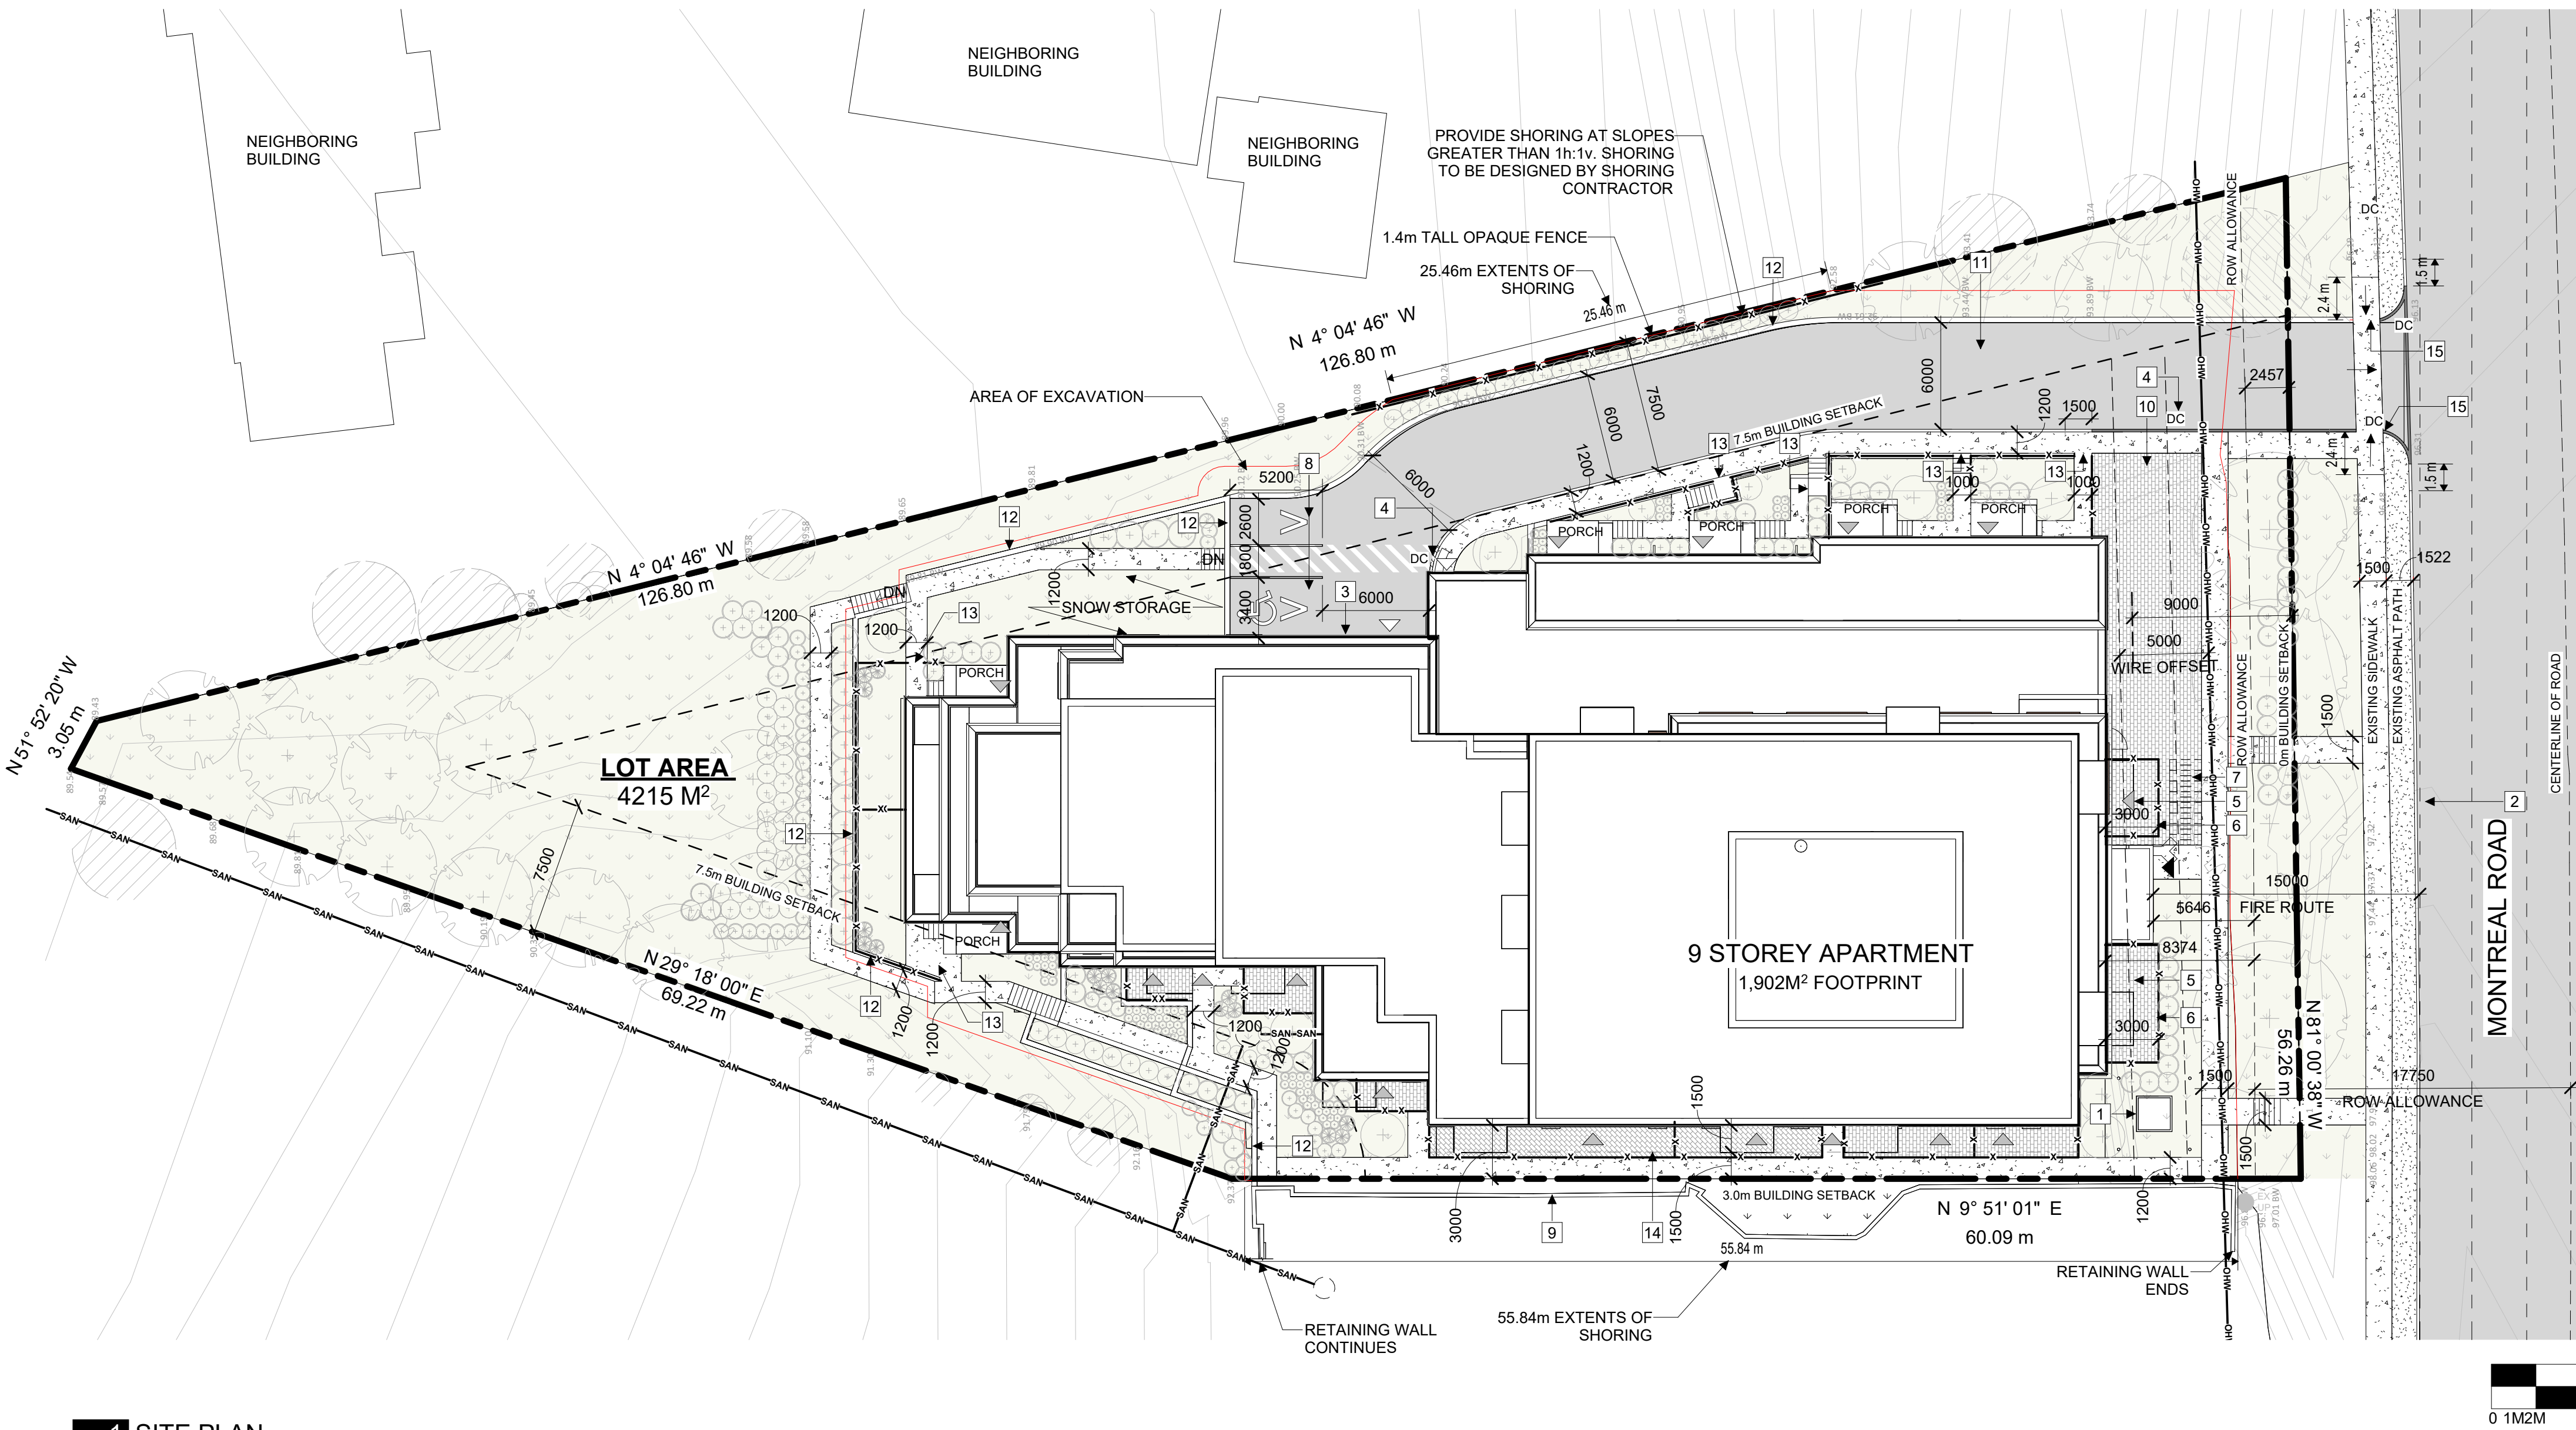 NEIGHBORING
BUILDING
NEIGHBORING
BUILDING
NEIGHBORING
BUILDING
PROVIDE SHORING AT SLOPES
GREATER THAN 1h:1v. SHORING
TO BE DESIGNED BY SHORING
CONTRACTOR
1.4m TALL OPAQUE FENCE
25.46m EXTENTS OF
SHORING
25.46 m
12
11
N 4° 04' 46" W
126.80 m
AREA OF EXCAVATION
ROW ALLOWANCE
DC
1.5 m
2.4 m
DC
15
2457
4
10
DC
DC
15
2.4 m
1.5 m
6000
7500
6000
1200
1500
7.5m BUILDING SETBACK
13
13
13
13
1000
1000
1200
6000
8
5200
12
12
4
2600
1800
3400
DC
3
6000
DN
DN
PORCH
PORCH
PORCH
PORCH
N 4° 04' 46" W
126.80 m
1200
SNOW STORAGE
1200
1200
13
PORCH
1522
1500
9000
5000
WIRE OFFSET
ROW ALLOWANCE
0m BUILDING SETBACK
EXISTING SIDEWALK
EXISTING ASPHALT PATH
1500
CENTERLINE OF ROAD
N 51° 52' 20" W
3.05 m
LOT AREA
4215 M²
12
7500
7.5m BUILDING SETBACK
7
5
6
3000
2
MONTREAL ROAD
15000
5646
FIRE ROUTE
8374
5
6
3000
9 STOREY APARTMENT
1,902M² FOOTPRINT
N 29° 18' 00" E
69.22 m
PORCH
12
13
1200
1200
1200
1200
SAN
SAN
OHW
OHW
N 81° 00' 38" W
56.26 m
1500
17750
ROW ALLOWANCE
1
1500
1500
1200
12
3000
9
14
1500
3.0m BUILDING SETBACK
N 9° 51' 01" E
60.09 m
55.84 m
RETAINING WALL
ENDS
55.84m EXTENTS OF
SHORING
RETAINING WALL
CONTINUES
0 1M2M
1
SITE PLAN